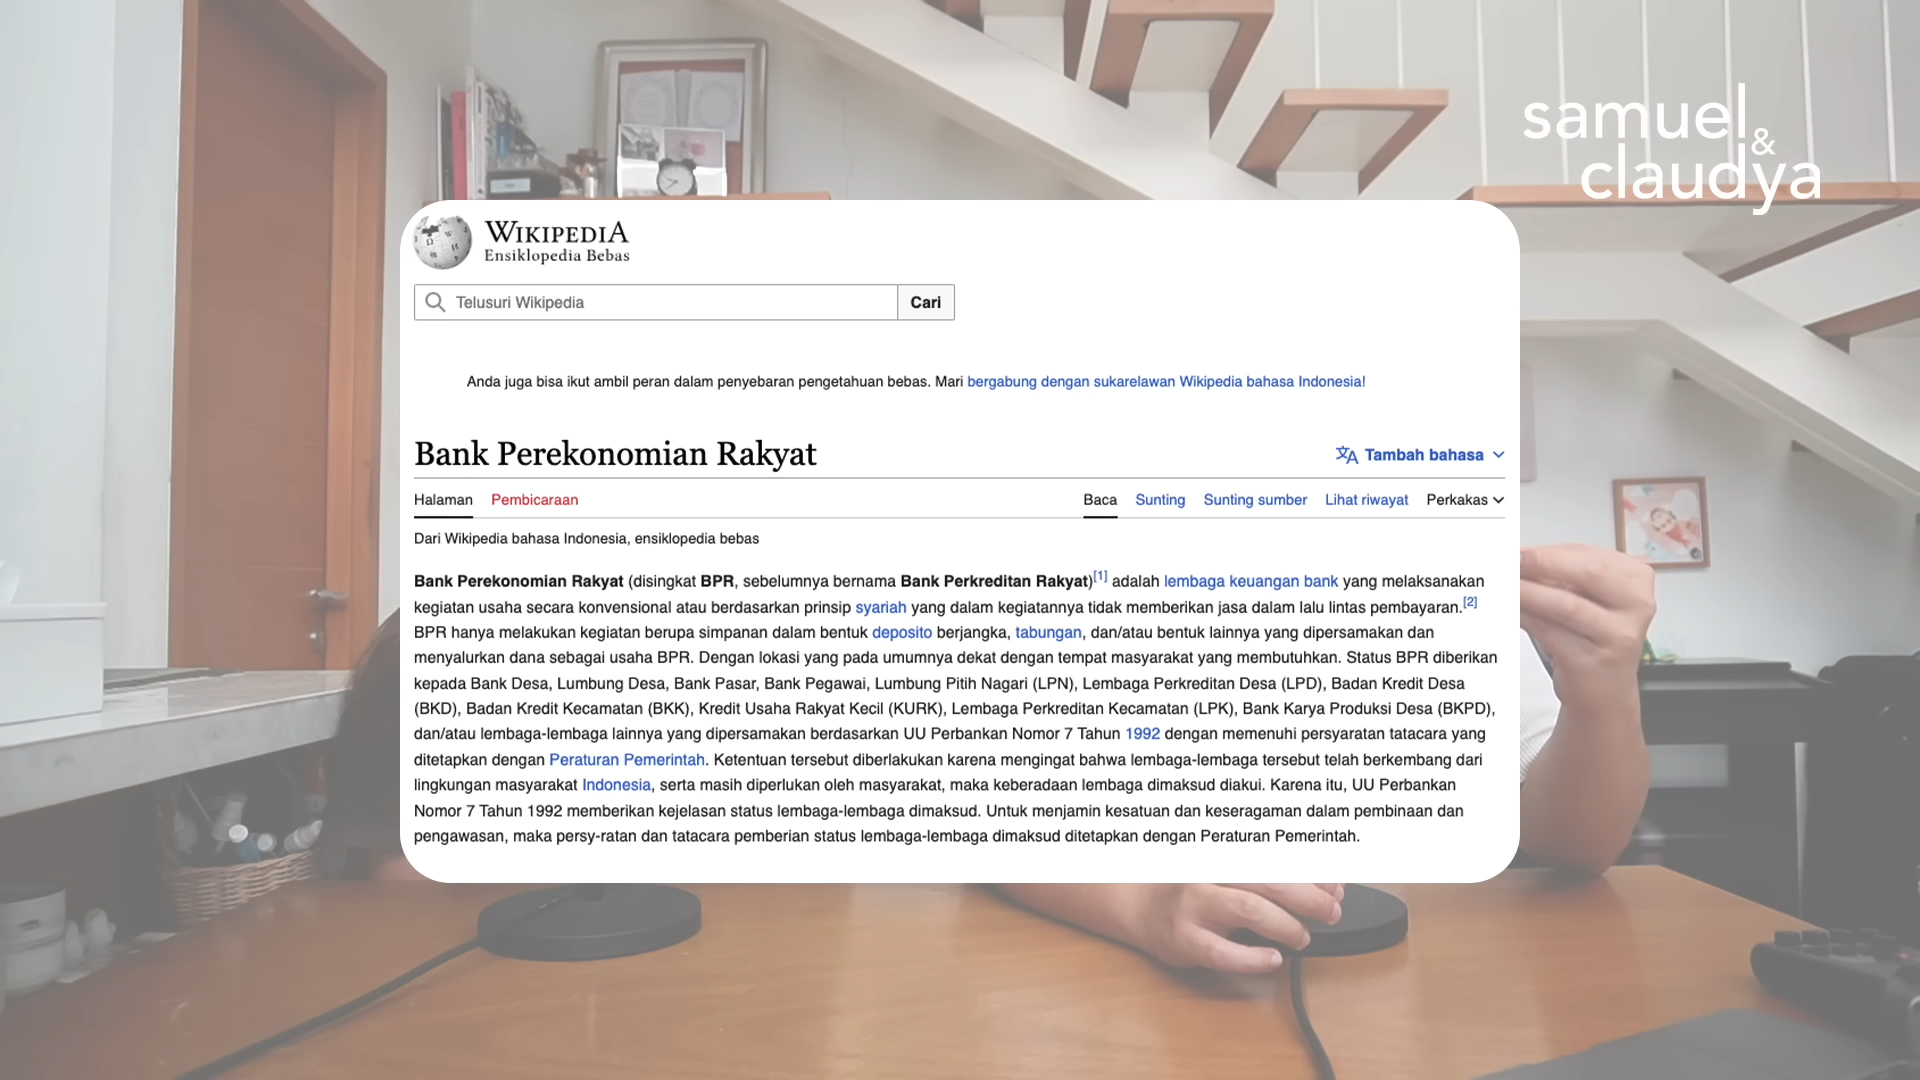 samuel
&
claudya
WIKIPEDIA
Ensiklopedia Bebas
Telusuri Wikipedia Cari
Anda juga bisa ikut ambil peran dalam penyebaran pengetahuan bebas. Mari bergabung dengan sukarelawan Wikipedia bahasa Indonesia!
Bank Perekonomian Rakyat Tambah bahasa
Halaman Pembicaraan Baca Sunting Sunting sumber Lihat riwayat Perkakas
Dari Wikipedia bahasa Indonesia, ensiklopedia bebas
Bank Perekonomian Rakyat (disingkat BPR, sebelumnya bernama Bank Perkreditan Rakyat)[1] adalah lembaga keuangan bank yang melaksanakan
kegiatan usaha secara konvensional atau berdasarkan prinsip syariah yang dalam kegiatannya tidak memberikan jasa dalam lalu lintas pembayaran.[2]
BPR hanya melakukan kegiatan berupa simpanan dalam bentuk deposito berjangka, tabungan, dan/atau bentuk lainnya yang dipersamakan dan
menyalurkan dana sebagai usaha BPR. Dengan lokasi yang pada umumnya dekat dengan tempat masyarakat yang membutuhkan. Status BPR diberikan
kepada Bank Desa, Lumbung Desa, Bank Pasar, Bank Pegawai, Lumbung Pitih Nagari (LPN), Lembaga Perkreditan Desa (LPD), Badan Kredit Desa
(BKD), Badan Kredit Kecamatan (BKK), Kredit Usaha Rakyat Kecil (KURK), Lembaga Perkreditan Kecamatan (LPK), Bank Karya Produksi Desa (BKPD),
dan/atau lembaga-lembaga lainnya yang dipersamakan berdasarkan UU Perbankan Nomor 7 Tahun 1992 dengan memenuhi persyaratan tatacara yang
ditetapkan dengan Peraturan Pemerintah. Ketentuan tersebut diberlakukan karena mengingat bahwa lembaga-lembaga tersebut telah berkembang dari
lingkungan masyarakat Indonesia, serta masih diperlukan oleh masyarakat, maka keberadaan lembaga dimaksud diakui. Karena itu, UU Perbankan
Nomor 7 Tahun 1992 memberikan kejelasan status lembaga-lembaga dimaksud. Untuk menjamin kesatuan dan keseragaman dalam pembinaan dan
pengawasan, maka persy-ratan dan tatacara pemberian status lembaga-lembaga dimaksud ditetapkan dengan Peraturan Pemerintah.